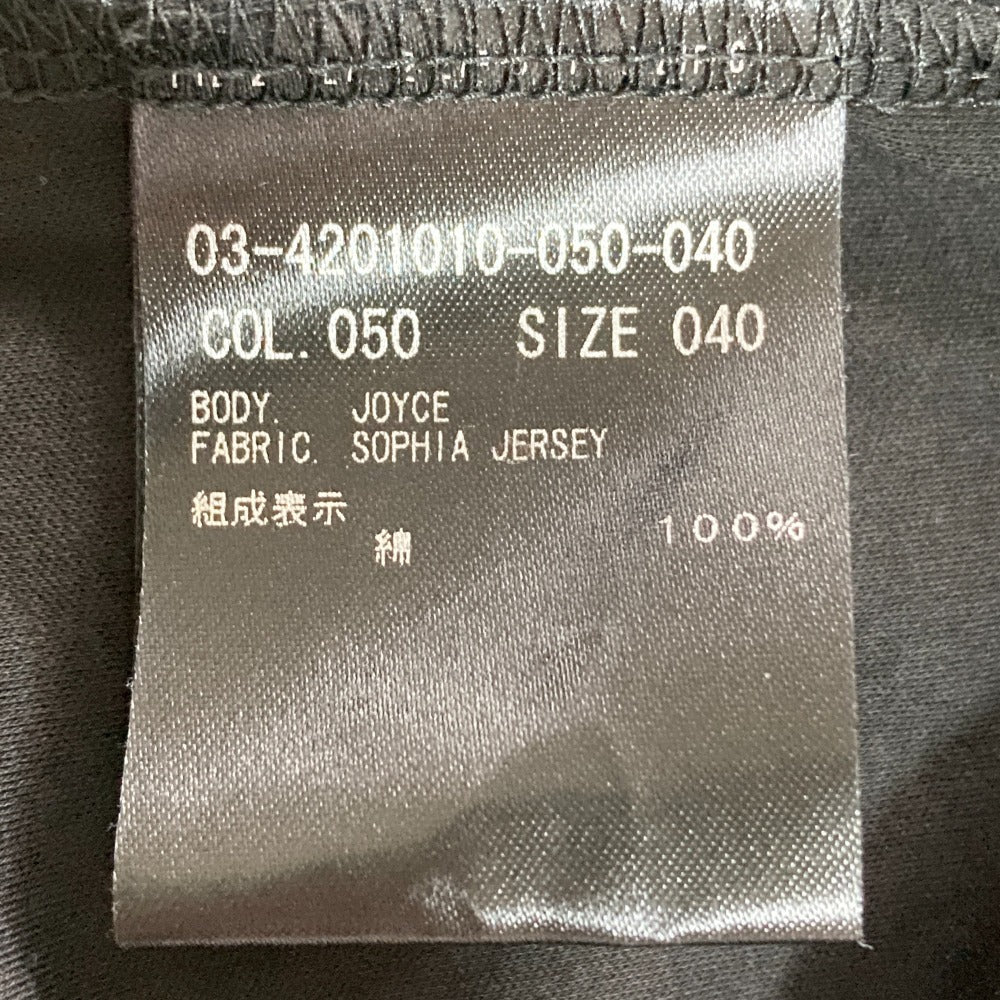 03-4201010-050-040
COL. 050 SIZE 040
BODY. JOYCE
FABRIC. SOPHIA JERSEY
組成表示
綿 100%